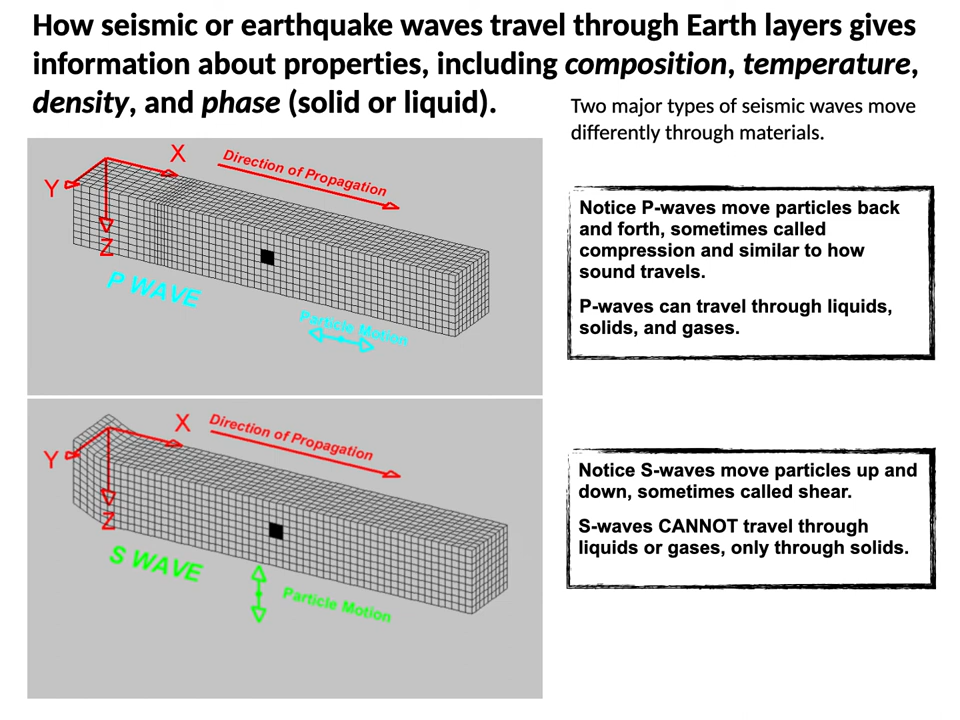 How seismic or earthquake waves travel through Earth layers gives
information about properties, including composition, temperature,
density, and phase (solid or liquid).
Two major types of seismic waves move
differently through materials.
X
Direction of Propagation
Y
Z
P WAVE
Particle Motion
Notice P-waves move particles back
and forth, sometimes called
compression and similar to how
sound travels.
P-waves can travel through liquids,
solids, and gases.
X
Direction of Propagation
Y
Z
S WAVE
Particle Motion
Notice S-waves move particles up and
down, sometimes called shear.
S-waves CANNOT travel through
liquids or gases, only through solids.